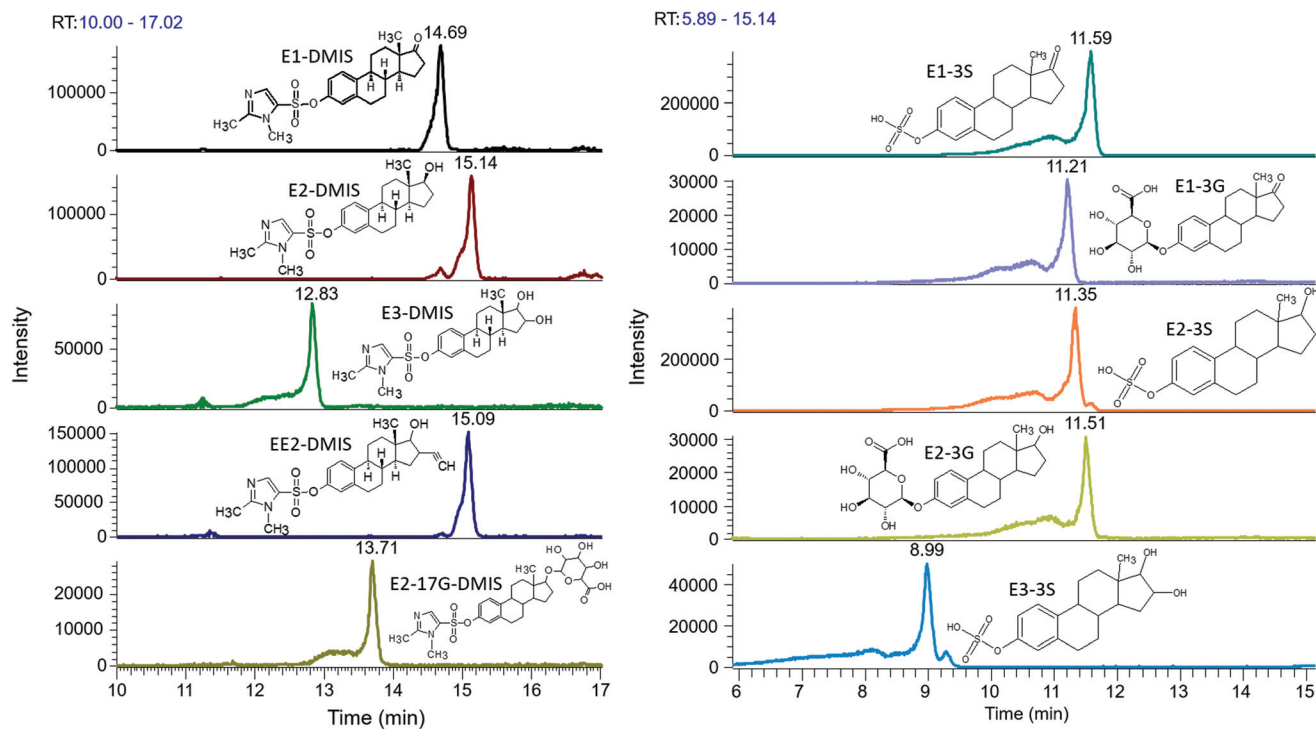 RT:10.00 - 17.02
14.69
E1-DMIS
H3C
O
H
H
H
N
N
S
O
O
O
H3C
CH3
100000
0
15.14
E2-DMIS
H3C
OH
H
H
H
N
N
S
O
O
O
H3C
CH3
100000
0
12.83
E3-DMIS
H3C
OH
OH
H
H
H
N
N
S
O
O
O
H3C
CH3
50000
0
Intensity
15.09
EE2-DMIS
H3C
OH
CH
H
H
H
N
N
S
O
O
O
H3C
CH3
150000
100000
50000
0
13.71
E2-17G-DMIS
H3C
O
OH
OH
OH
O
O
OH
N
N
S
O
O
O
H3C
CH3
20000
10000
0
10 11 12 13 14 15 16 17
Time (min)
RT:5.89 - 15.14
11.59
E1-3S
CH3
O
HO
S
O
O
O
200000
0
11.21
E1-3G
CH3
O
O
OH
HO
HO
OH
O
O
30000
20000
10000
0
11.35
E2-3S
CH3
OH
HO
S
O
O
O
200000
0
Intensity
11.51
E2-3G
CH3
OH
O
OH
HO
HO
OH
O
O
30000
20000
10000
0
8.99
E3-3S
CH3
OH
OH
HO
S
O
O
O
40000
20000
0
6 7 8 9 10 11 12 13 14 15
Time (min)